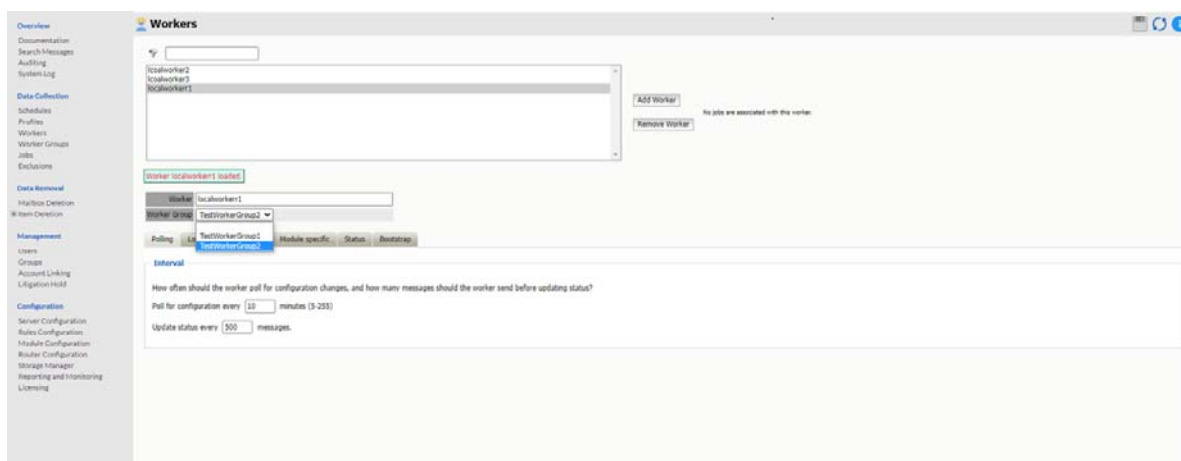 Overview
Documentation
Search Messages
Auditing
System Log
Data Collection
Schedules
Profiles
Workers
Worker Groups
Jobs
Exclusions
Data Removal
Mailbox Deletion
Item Deletion
Management
Users
Groups
Account Linking
Litigation Hold
Configuration
Server Configuration
Rules Configuration
Module Configuration
Router Configuration
Storage Manager
Reporting and Monitoring
Licensing
Workers
lcoalworker2
lcoalworker3
localworkerr1
Add Worker
Remove Worker
No jobs are associated with this worker.
Worker localworkerr1 loaded.
Worker localworkerr1
Worker Group TestWorkerGroup2
TestWorkerGroup1
TestWorkerGroup2
Polling Module specific Status Bootstrap
Interval
How often should the worker poll for configuration changes, and how many messages should the worker send before updating status?
Poll for configuration every 10 minutes (5-255)
Update status every 500 messages.